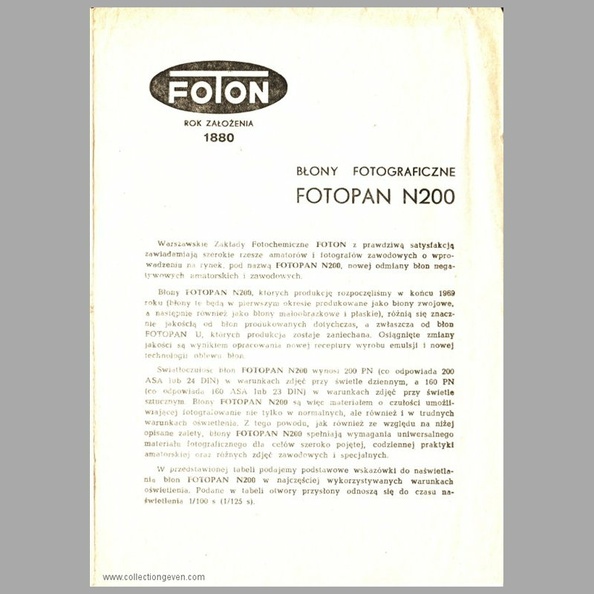 FOTON
ROK ZAŁOŻENIA
1880
BŁONY FOTOGRAFICZNE
FOTOPAN N200
Warszawskie Zakłady Fotochemiczne FOTON z prawdziwą satysfakcją
zawiadamiają szerokie rzesze amatorów i fotografów zawodowych o wpro-
wadzeniu na rynek, pod nazwą FOTOPAN N200, nowej odmiany błon nega-
tywowych amatorskich i zawodowych.
Błony FOTOPAN N200, których produkcję rozpoczęliśmy w końcu 1969
roku (błony te będą w pierwszym okresie produkowane jako błony zwojowe,
a następnie również jako błony małoobrazkowe i płaskie), różnią się znacz-
nie jakością od błon produkowanych dotychczas, a zwłaszcza od błon
FOTOPAN U, których produkcja zostaje zaniechana. Osiągnięte zmiany
jakości są wynikiem opracowania nowej receptury wyrobu emulsji i nowej
technologii oblewu błon.
Światłoczułość błon FOTOPAN N200 wynosi 200 PN (co odpowiada 200
ASA lub 24 DIN) w warunkach zdjęć przy świetle dziennym, a 160 PN
(co odpowiada 160 ASA lub 23 DIN) w warunkach zdjęć przy świetle
sztucznym. Błony FOTOPAN N200 są więc materiałem o czułości umożli-
wiającej fotografowanie nie tylko w normalnych, ale również i w trudnych
warunkach oświetlenia. Z tego powodu, jak również ze względu na niżej
opisane zalety, błony FOTOPAN N200 spełniają wymagania uniwersalnego
materiału fotograficznego dla celów szeroko pojętej, codziennej praktyki
amatorskiej oraz różnych zdjęć zawodowych i specjalnych.
W przedstawionej tabeli podajemy podstawowe wskazówki do naświetla-
nia błon FOTOPAN N200 w najczęściej wykorzystywanych warunkach
oświetlenia. Podane w tabeli otwory przysłony odnoszą się do czasu na-
świetlenia 1/100 s (1/125 s).
www.collectiongeven.com